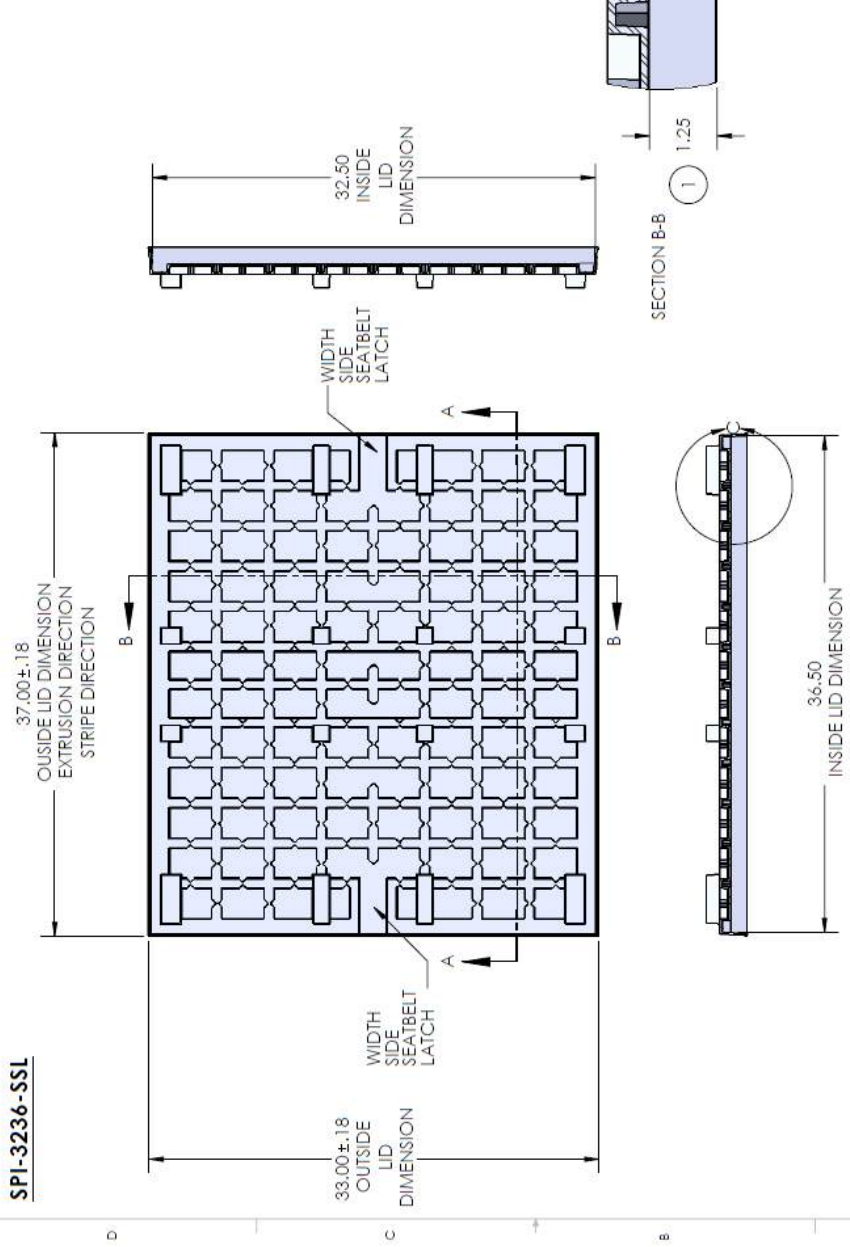 SPI-3236-SSL
37.00±.18
OUSIDE LID DIMENSION
EXTRUSION DIRECTION
STRIPE DIRECTION
33.00±.18
OUTSIDE
LID
DIMENSION
WIDTH
SIDE
SEATBELT
LATCH
WIDTH
SIDE
SEATBELT
LATCH
A
A
B
B
32.50
INSIDE
LID
DIMENSION
C
36.50
INSIDE LID DIMENSION
SECTION B-B
1
1.25
D
C
B